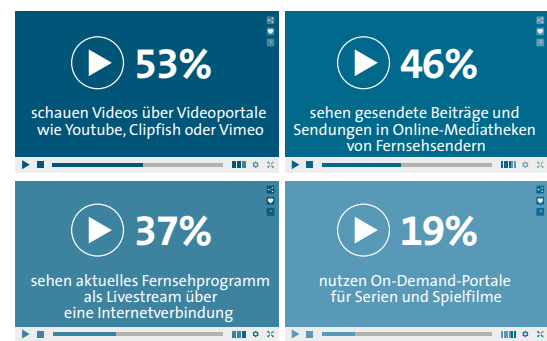 53%
schauen Videos über Videoportale
wie Youtube, Clipfish oder Vimeo
46%
sehen gesendete Beiträge und
Sendungen in Online-Mediatheken
von Fernsehsendern
37%
sehen aktuelles Fernsehprogramm
als Livestream über
eine Internetverbindung
19%
nutzen On-Demand-Portale
für Serien und Spielfilme